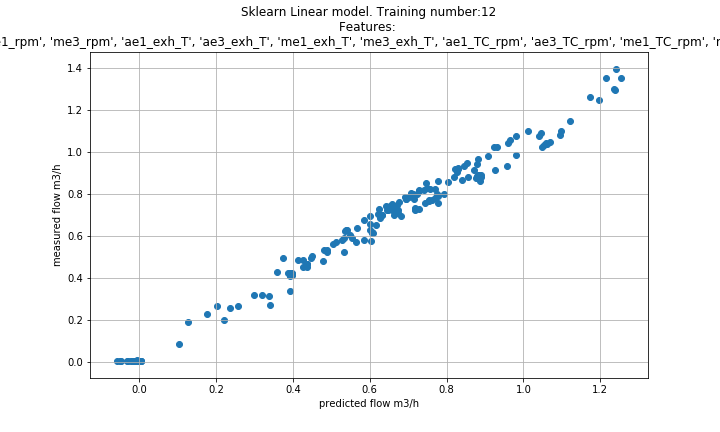 Sklearn Linear model. Training number:12
Features:
1_rpm', 'me3_rpm', 'ae1_exh_T', 'ae3_exh_T', 'me1_exh_T', 'me3_exh_T', 'ae1_TC_rpm', 'ae3_TC_rpm', 'me1_TC_rpm', '
1.4
1.2
1.0
0.8
0.6
0.4
0.2
0.0
measured flow m3/h
0.0 0.2 0.4 0.6 0.8 1.0 1.2
predicted flow m3/h